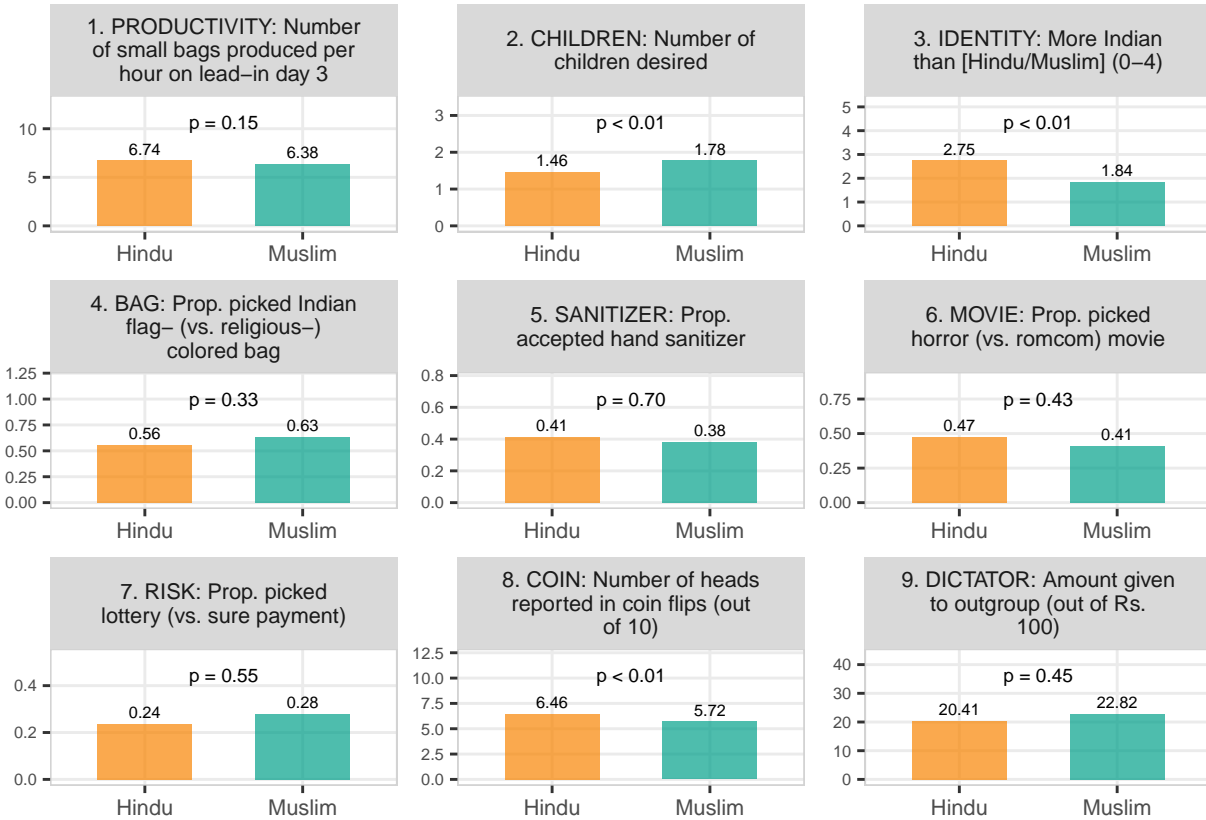 1. PRODUCTIVITY: Number
of small bags produced per
hour on lead−in day 3
10
5
0
p = 0.15
6.74
6.38
Hindu
Muslim
2. CHILDREN: Number of
children desired
3
2
1
0
p < 0.01
1.46
1.78
Hindu
Muslim
3. IDENTITY: More Indian
than [Hindu/Muslim] (0−4)
5
4
3
2
1
0
p < 0.01
2.75
1.84
Hindu
Muslim
4. BAG: Prop. picked Indian
flag− (vs. religious−)
colored bag
1.25
1.00
0.75
0.50
0.25
0.00
p = 0.33
0.56
0.63
Hindu
Muslim
5. SANITIZER: Prop.
accepted hand sanitizer
0.8
0.6
0.4
0.2
0.0
p = 0.70
0.41
0.38
Hindu
Muslim
6. MOVIE: Prop. picked
horror (vs. romcom) movie
0.75
0.50
0.25
0.00
p = 0.43
0.47
0.41
Hindu
Muslim
7. RISK: Prop. picked
lottery (vs. sure payment)
0.4
0.2
0.0
p = 0.55
0.24
0.28
Hindu
Muslim
8. COIN: Number of heads
reported in coin flips (out
of 10)
12.5
10.0
7.5
5.0
2.5
0.0
p < 0.01
6.46
5.72
Hindu
Muslim
9. DICTATOR: Amount given
to outgroup (out of Rs.
100)
40
30
20
10
0
p = 0.45
20.41
22.82
Hindu
Muslim